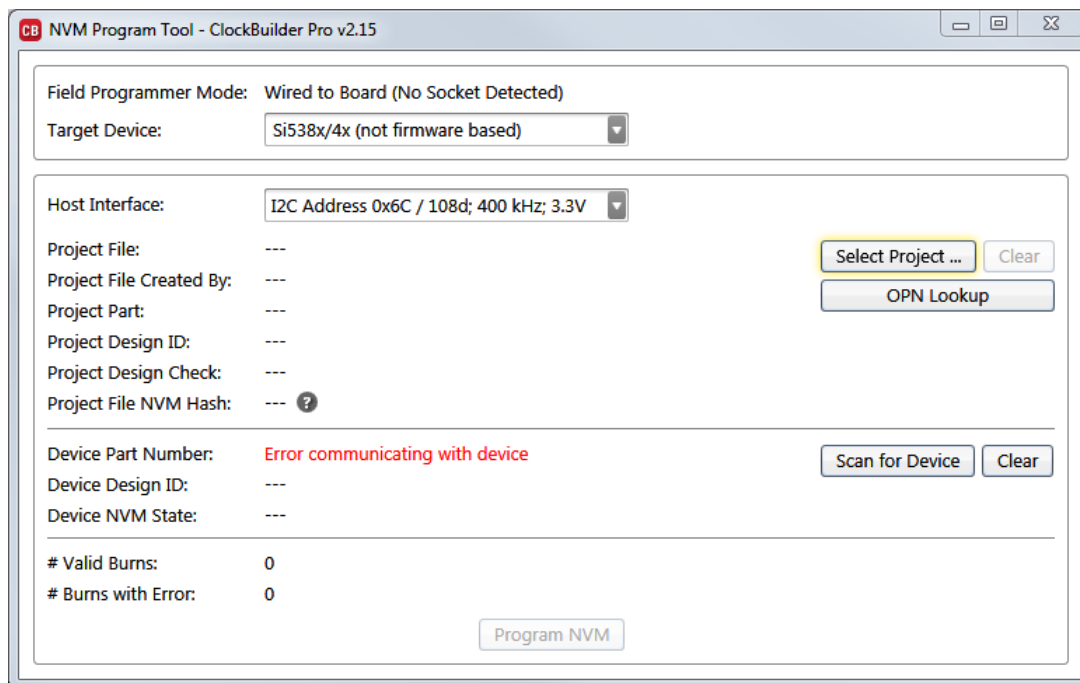 CB NVM Program Tool - ClockBuilder Pro v2.15
Field Programmer Mode: Wired to Board (No Socket Detected)
Target Device: Si538x/4x (not firmware based)
Host Interface: I2C Address 0x6C / 108d; 400 kHz; 3.3V
Project File: --- Select Project ... Clear
Project File Created By: ---
OPN Lookup
Project Part: ---
Project Design ID: ---
Project Design Check: ---
Project File NVM Hash: --- ?
Device Part Number: Error communicating with device Scan for Device Clear
Device Design ID: ---
Device NVM State: ---
# Valid Burns: 0
# Burns with Error: 0
Program NVM